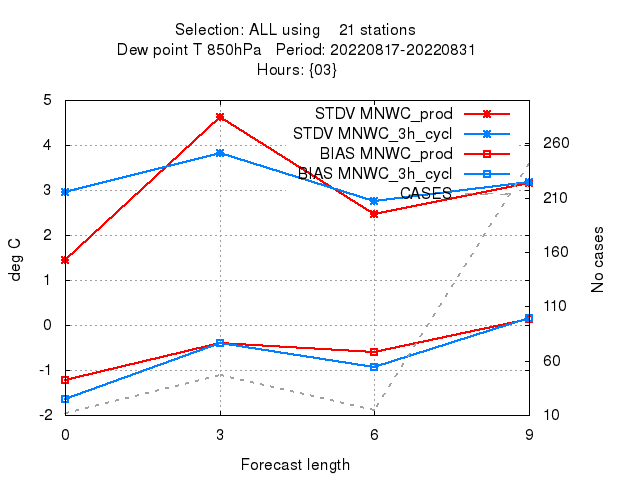 Selection: ALL using    21 stations
Dew point T 850hPa   Period: 20220817-20220831
Hours: {03}
STDV MNWC_prod
STDV MNWC_3h_cycl
BIAS MNWC_prod
BIAS MNWC_3h_cycl
CASES
5
4
3
2
1
0
-1
-2
deg C
260
210
160
110
60
10
No cases
0 3 6 9
Forecast length